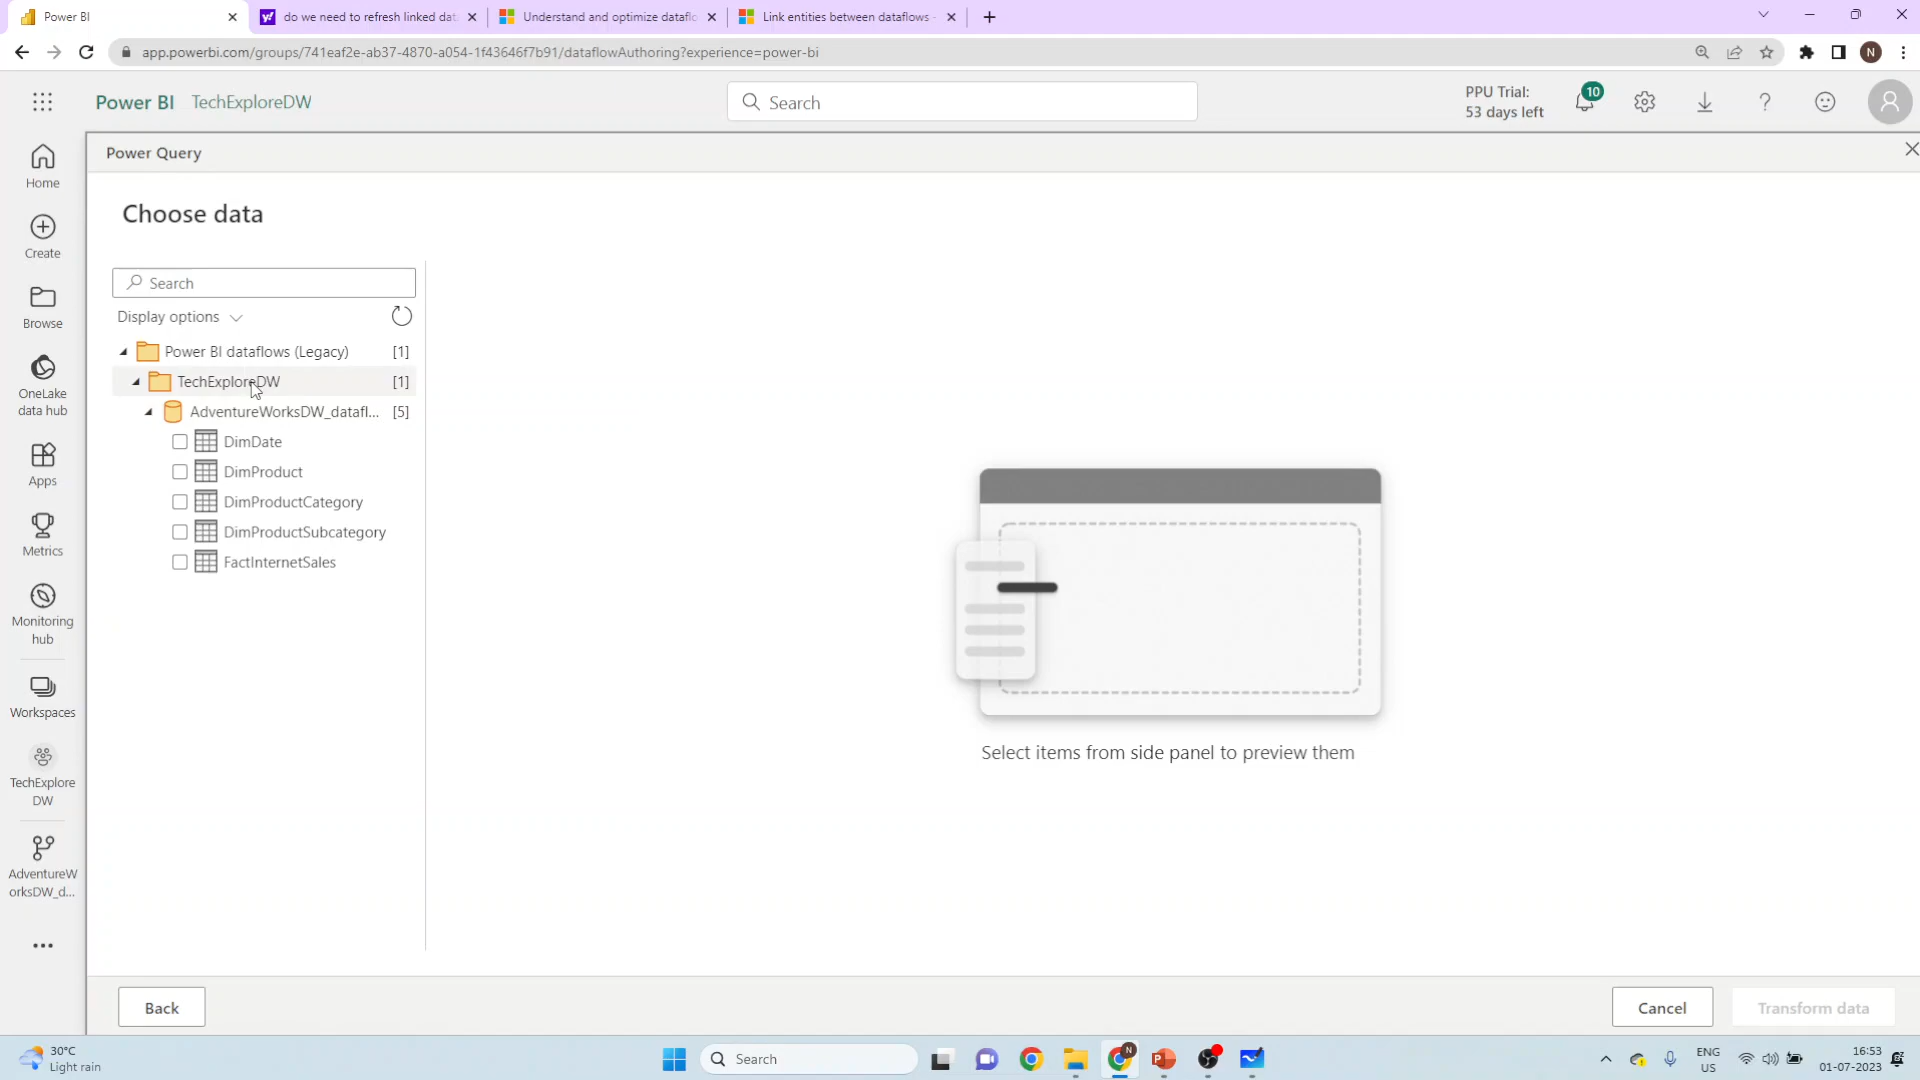 Power BI
do we need to refresh linked dat
Understand and optimize dataflo
Link entities between dataflows -
app.powerbi.com/groups/741eaf2e-ab37-4870-a054-1f43646f7b91/dataflowAuthoring?experience=power-bi
N
Power BI TechExploreDW
Search
PPU Trial:
53 days left
10
Power Query
Home
Create
Browse
OneLake
data hub
Apps
Metrics
Monitoring
hub
Workspaces
TechExplore
DW
AdventureW
orksDW_d...
Choose data
Search
Display options
Power BI dataflows (Legacy) [1]
TechExploreDW [1]
AdventureWorksDW_datafl... [5]
DimDate
DimProduct
DimProductCategory
DimProductSubcategory
FactInternetSales
Select items from side panel to preview them
Back
Cancel
Transform data
30°C
Light rain
Search
N
ENG
US
16:53
01-07-2023